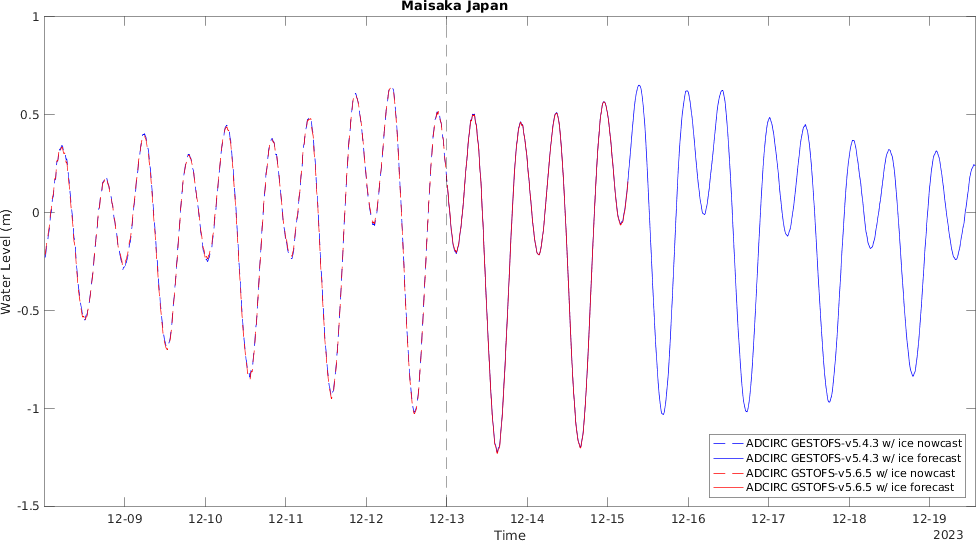 Maisaka Japan
1
0.5
0
-0.5
-1
-1.5
Water Level (m)
12-09 12-10 12-11 12-12 12-13 12-14 12-15 12-16 12-17 12-18 12-19
Time
2023
ADCIRC GESTOFS-v5.4.3 w/ ice nowcast
ADCIRC GESTOFS-v5.4.3 w/ ice forecast
ADCIRC GSTOFS-v5.6.5 w/ ice nowcast
ADCIRC GSTOFS-v5.6.5 w/ ice forecast